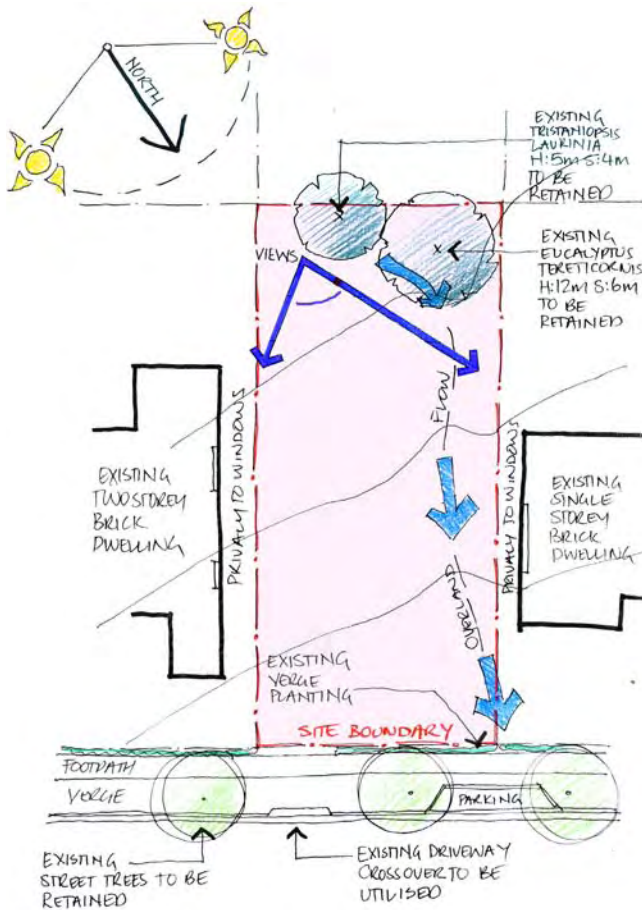 NORTH
EXISTING
TRISTANIOPSIS
LAURINIA
H:5m S:4m
TO BE
RETAINED
VIEWS
EXISTING
EUCALYPTUS
TERETICORNIS
H:12m S:6m
TO BE
RETAINED
EXISTING
TWO STOREY
BRICK
DWELLING
PRIVACY TO WINDOWS
OVERLAND
FLOW
PRIVACY TO WINDOWS
EXISTING
SINGLE
STOREY
BRICK
DWELLING
EXISTING
VERGE
PLANTING
SITE BOUNDARY
FOOTPATH
VERGE
PARKING
EXISTING
STREET TREES TO BE
RETAINED
EXISTING DRIVEWAY
CROSSOVER TO BE
UTILISED